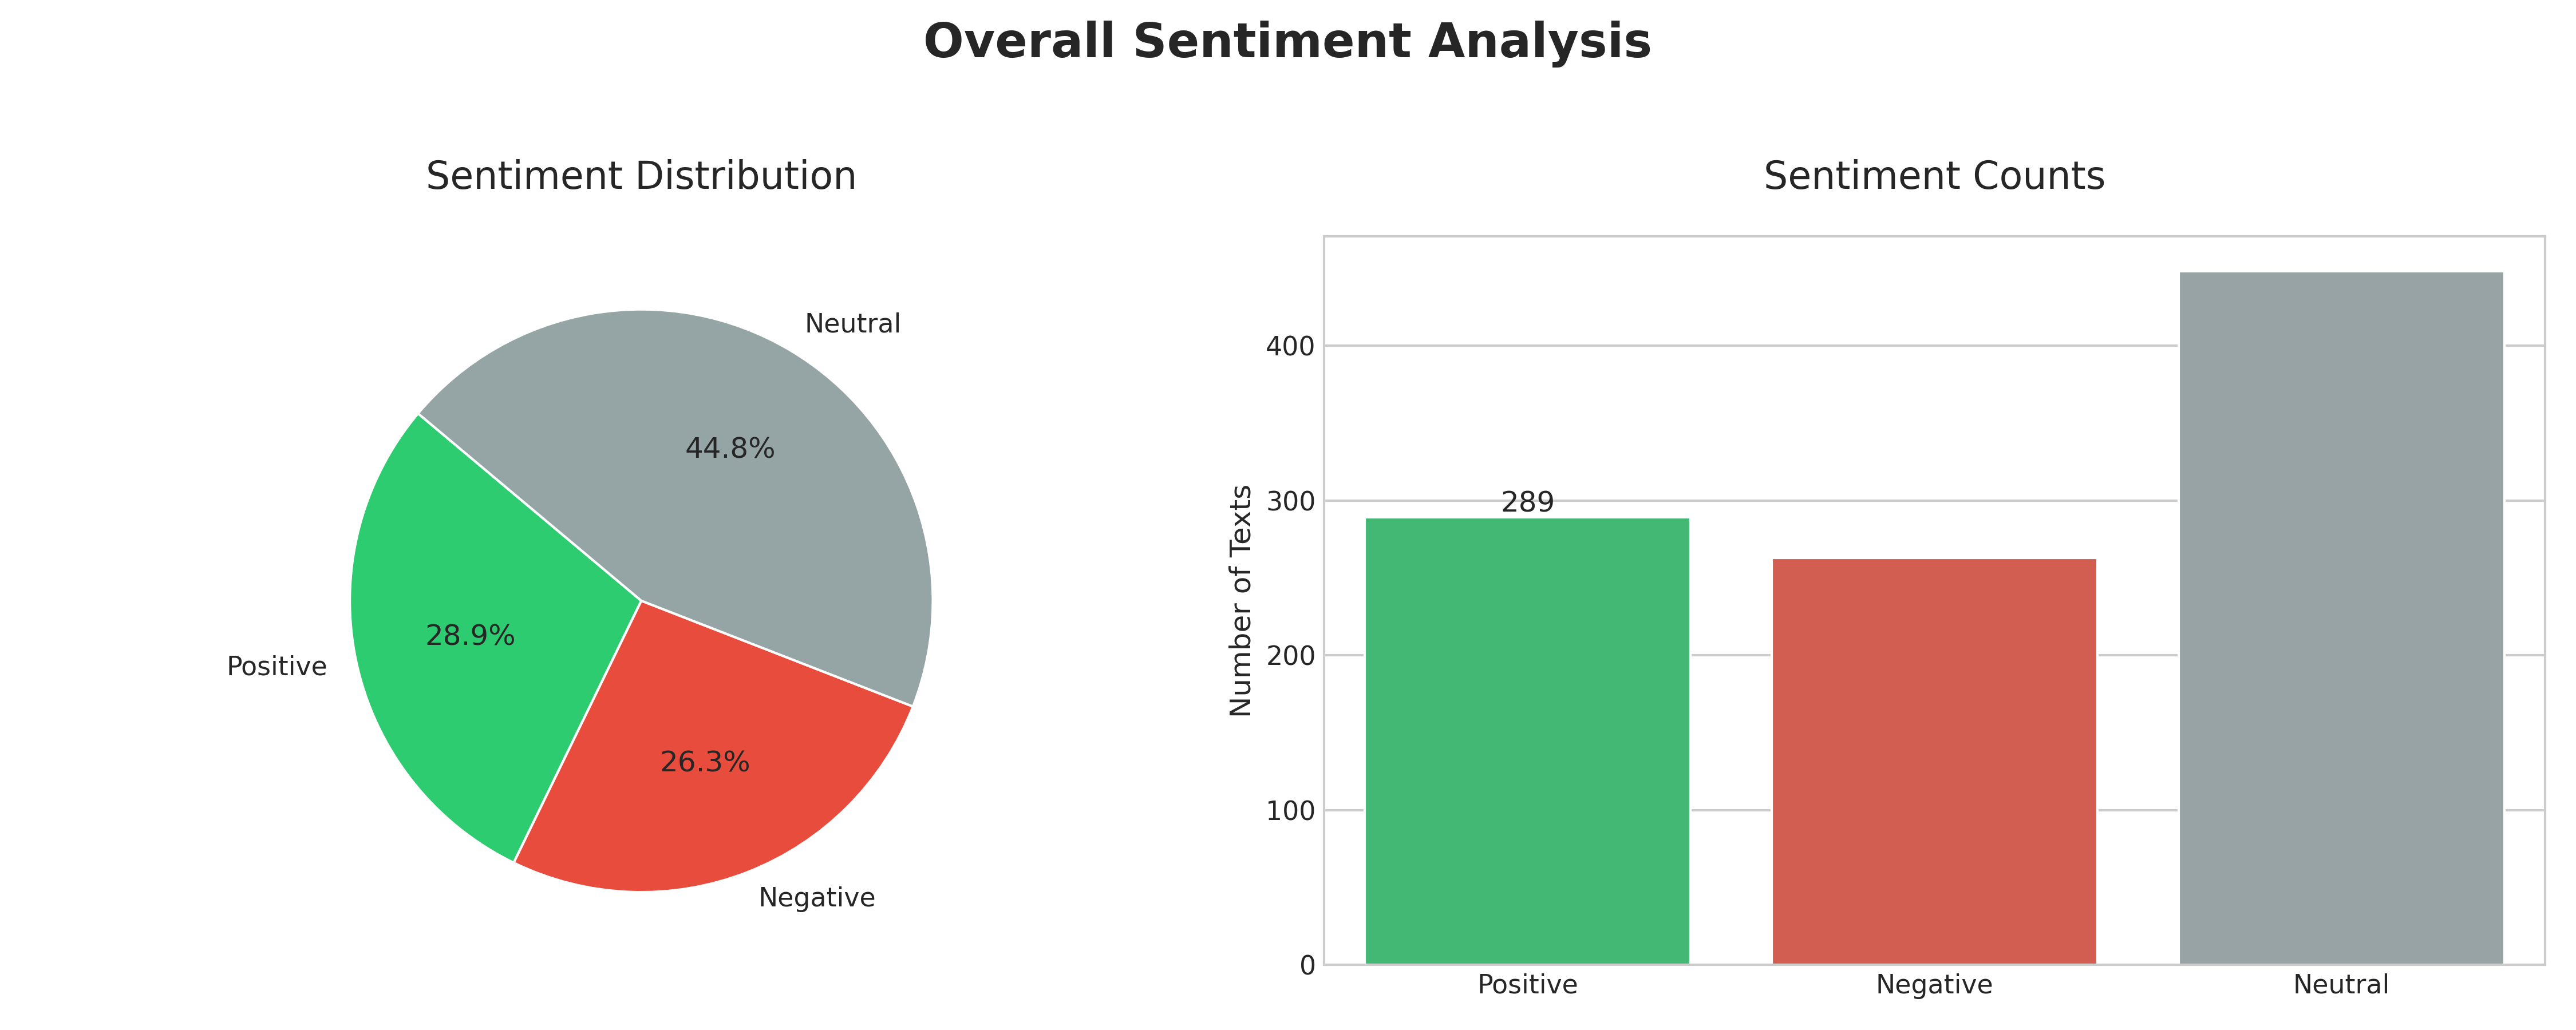 Overall Sentiment Analysis
Sentiment Distribution
Neutral
44.8%
28.9%
Positive
26.3%
Negative
Sentiment Counts
Number of Texts
400
300
200
100
0
289
Positive
Negative
Neutral